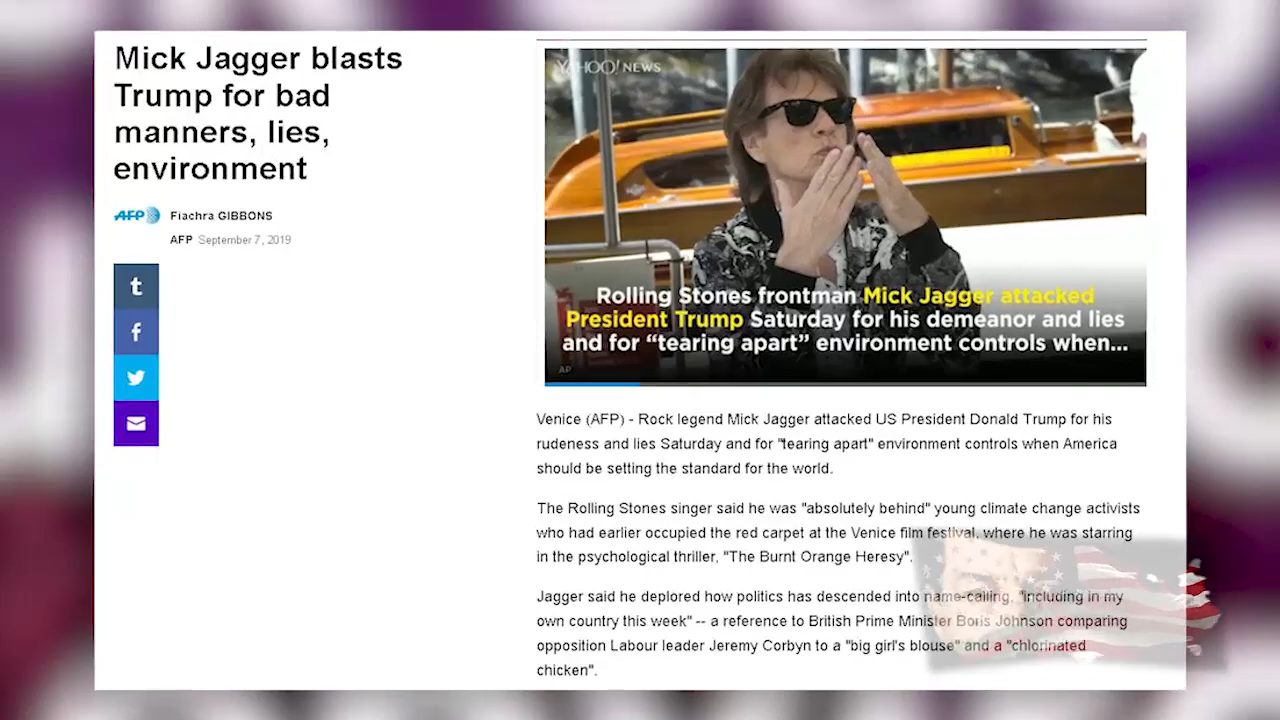 Mick Jagger blasts
Trump for bad
manners, lies,
environment
AFP
Fiachra GIBBONS
AFP September 7, 2019
YAHOO! NEWS
Rolling Stones frontman Mick Jagger attacked
President Trump Saturday for his demeanor and lies
and for “tearing apart” environment controls when...
AP
Venice (AFP) - Rock legend Mick Jagger attacked US President Donald Trump for his
rudeness and lies Saturday and for "tearing apart" environment controls when America
should be setting the standard for the world.
The Rolling Stones singer said he was "absolutely behind" young climate change activists
who had earlier occupied the red carpet at the Venice film festival, where he was starring
in the psychological thriller, "The Burnt Orange Heresy".
Jagger said he deplored how politics has descended into name-calling, "including in my
own country this week" -- a reference to British Prime Minister Boris Johnson comparing
opposition Labour leader Jeremy Corbyn to a "big girl's blouse" and a "chlorinated
chicken".